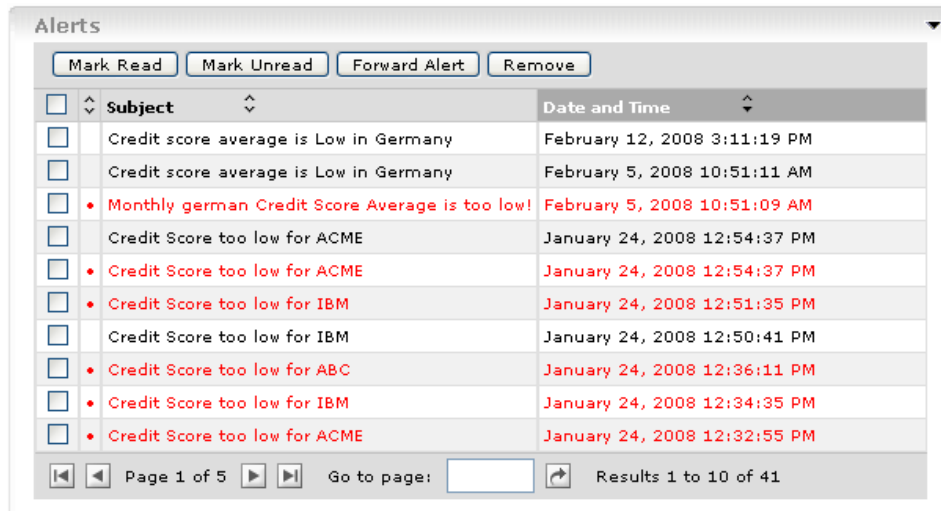 Alerts
Mark Read Mark Unread Forward Alert Remove
Subject Date and Time
Credit score average is Low in Germany February 12, 2008 3:11:19 PM
Credit score average is Low in Germany February 5, 2008 10:51:11 AM
• Monthly german Credit Score Average is too low! February 5, 2008 10:51:09 AM
Credit Score too low for ACME January 24, 2008 12:54:37 PM
• Credit Score too low for ACME January 24, 2008 12:54:37 PM
• Credit Score too low for IBM January 24, 2008 12:51:35 PM
Credit Score too low for IBM January 24, 2008 12:50:41 PM
• Credit Score too low for ABC January 24, 2008 12:36:11 PM
• Credit Score too low for IBM January 24, 2008 12:34:35 PM
• Credit Score too low for ACME January 24, 2008 12:32:55 PM
Page 1 of 5 Go to page: Results 1 to 10 of 41